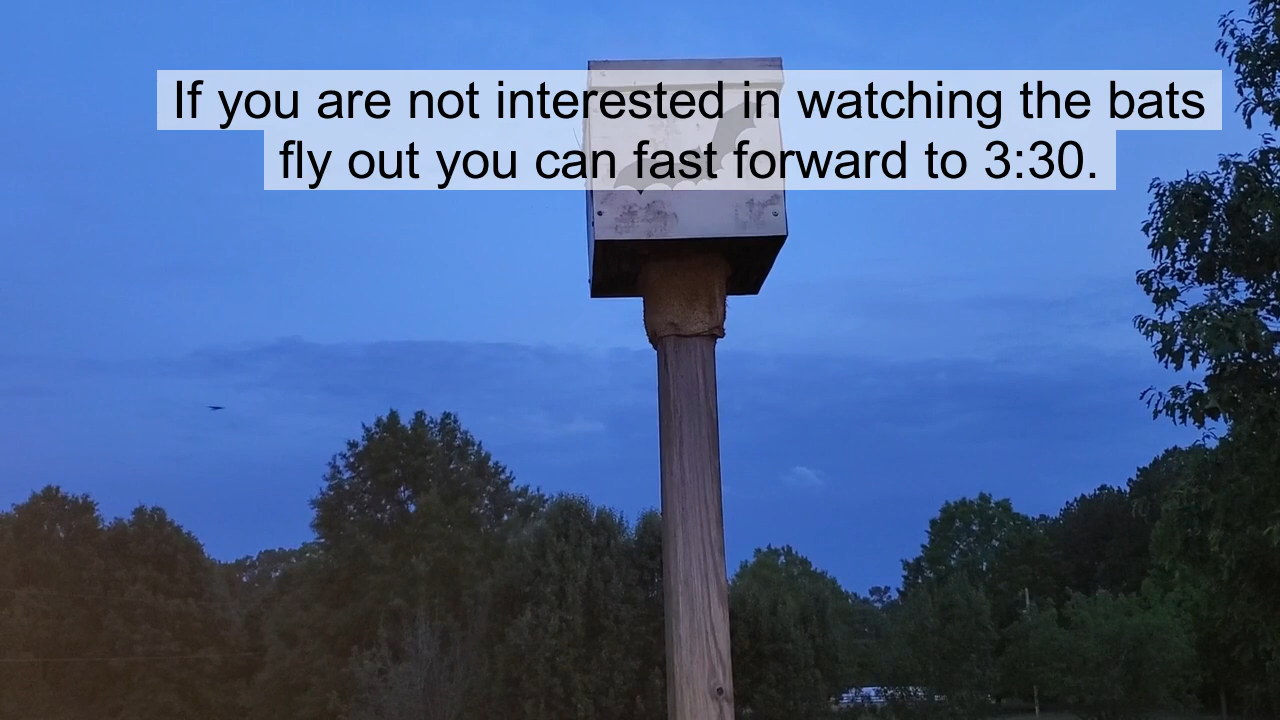 If you are not interested in watching the bats
fly out you can fast forward to 3:30.